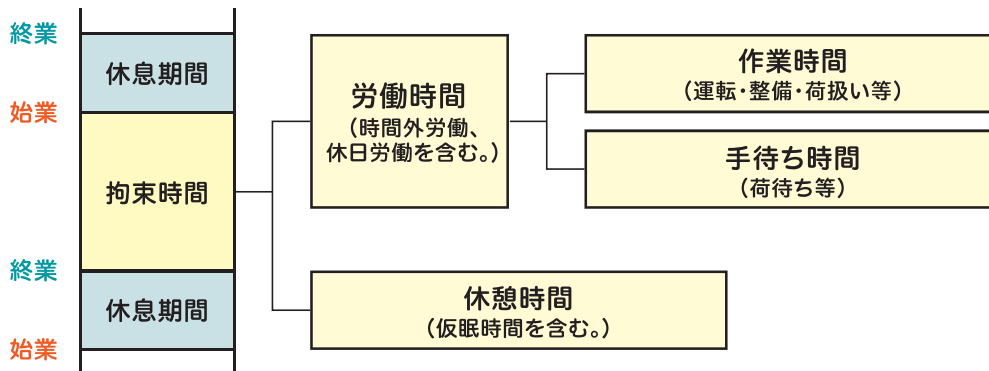 終業
休息期間
始業
拘束時間
終業
休息期間
始業
労働時間
（時間外労働、
休日労働を含む。）
作業時間
（運転・整備・荷扱い等）
手待ち時間
（荷待ち等）
休憩時間
（仮眠時間を含む。）